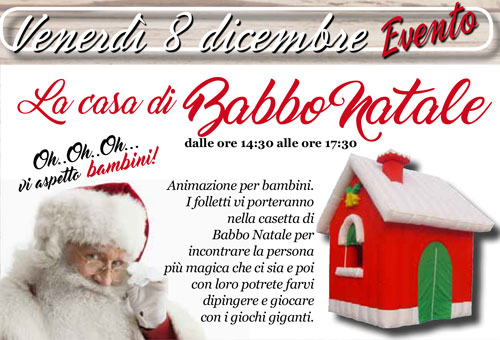 Venerdì 8 dicembre Evento
La casa di Babbo Natale
dalle ore 14:30 alle ore 17:30
Oh..Oh..Oh...
vi aspetto bambini!
Animazione per bambini.
I folletti vi porteranno
nella casetta di
Babbo Natale per
incontrare la persona
più magica che ci sia e poi
con loro potrete farvi
dipingere e giocare
con i giochi giganti.